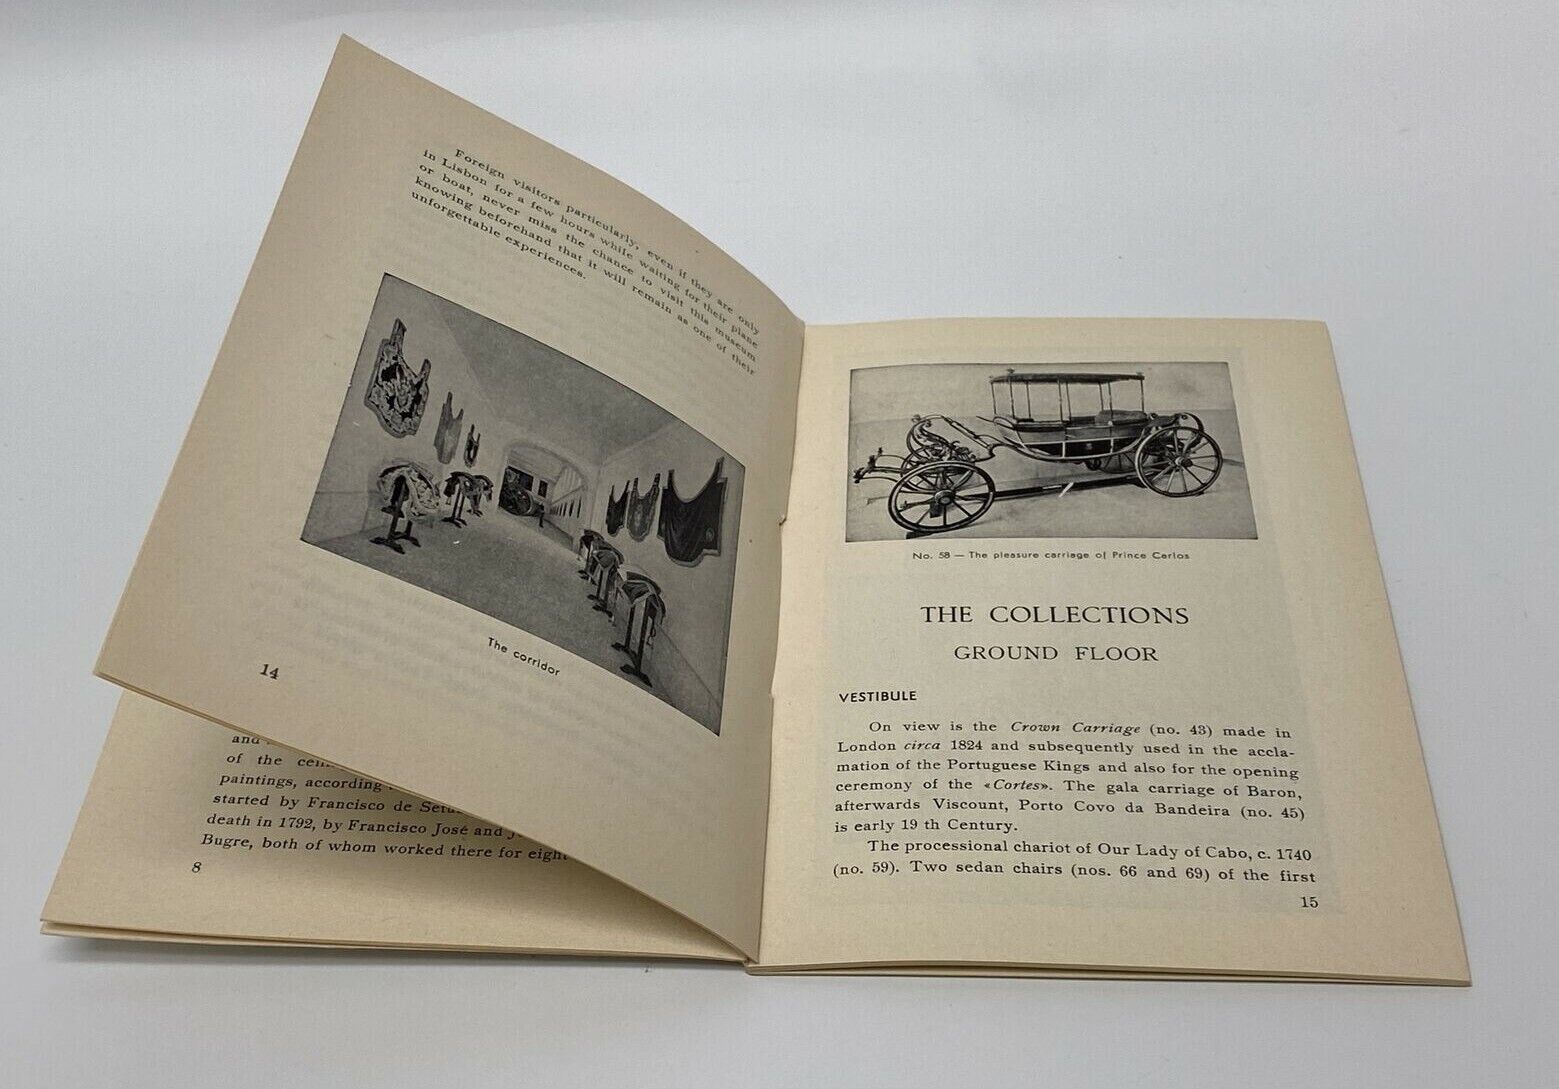 Foreign visitors particularly, even if they are only
in Lisbon for a few hours while waiting for their plane
or boat, never miss the chance to visit this museum
knowing beforehand that it will remain as one of their
unforgettable experiences.
The corridor
14
and
of the
paintings, according
started by Francisco de
death in 1792, by Francisco José and
Bugre, both of whom worked there for eight
8
No. 58 — The pleasure carriage of Prince Carlos
THE COLLECTIONS
GROUND FLOOR
VESTIBULE
On view is the Crown Carriage (no. 43) made in
London circa 1824 and subsequently used in the accla-
mation of the Portuguese Kings and also for the opening
ceremony of the «Cortes». The gala carriage of Baron,
afterwards Viscount, Porto Covo da Bandeira (no. 45)
is early 19 th Century.
The processional chariot of Our Lady of Cabo, c. 1740
(no. 59). Two sedan chairs (nos. 66 and 69) of the first
15